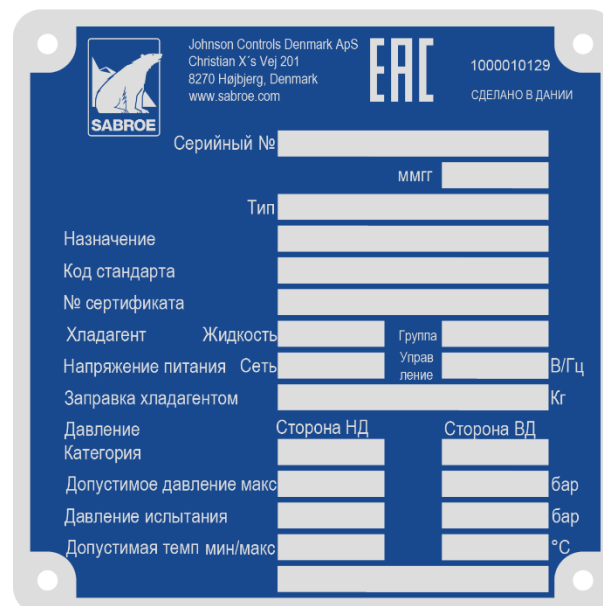 SABROE
Johnson Controls Denmark ApS
Christian X´s Vej 201
8270 Højbjerg, Denmark
www.sabroe.com
EAC
1000010129
СДЕЛАНО В ДАНИИ
Серийный №
ммгг
Тип
Назначение
Код стандарта
№ сертификата
Хладагент Жидкость Группа
Напряжение питания Сеть Управ
ление В/Гц
Заправка хладагентом Кг
Давление Сторона НД Сторона ВД
Категория
Допустимое давление макс бар
Давление испытания бар
Допустимая темп мин/макс °C